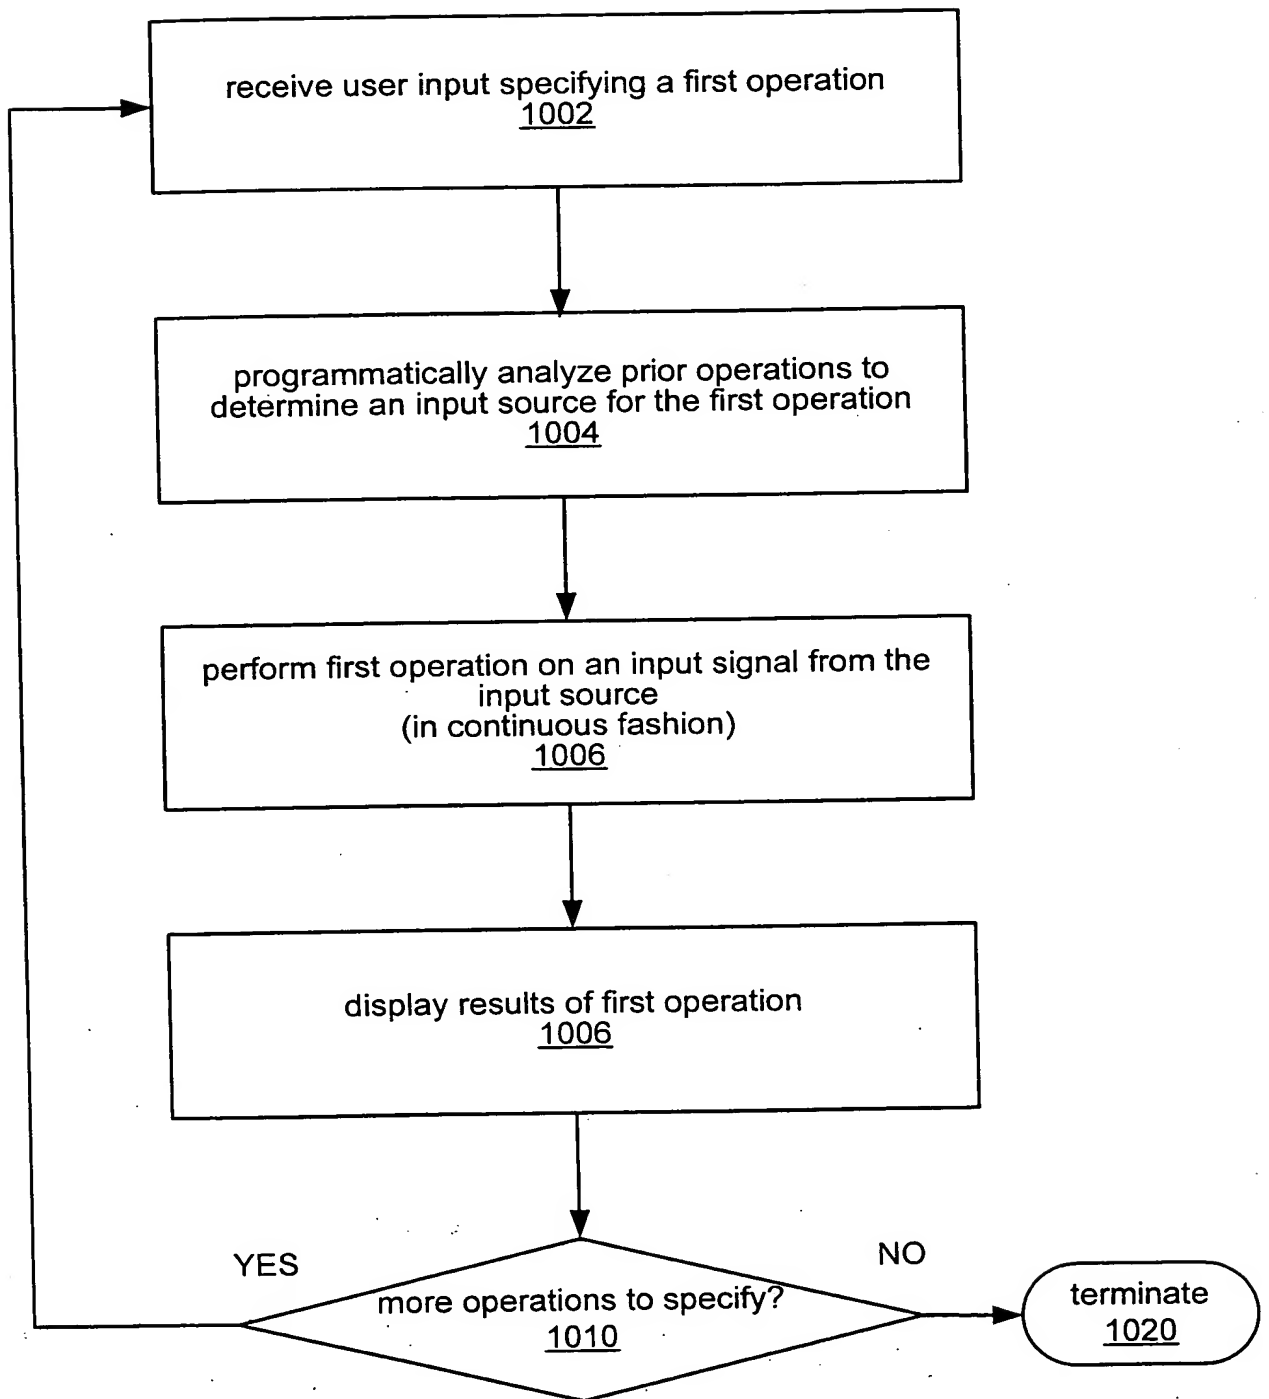 receive user input specifying a first operation
1002
programmatically analyze prior operations to
determine an input source for the first operation
1004
perform first operation on an input signal from the
input source
(in continuous fashion)
1006
display results of first operation
1006
YES
NO
more operations to specify?
1010
terminate
1020